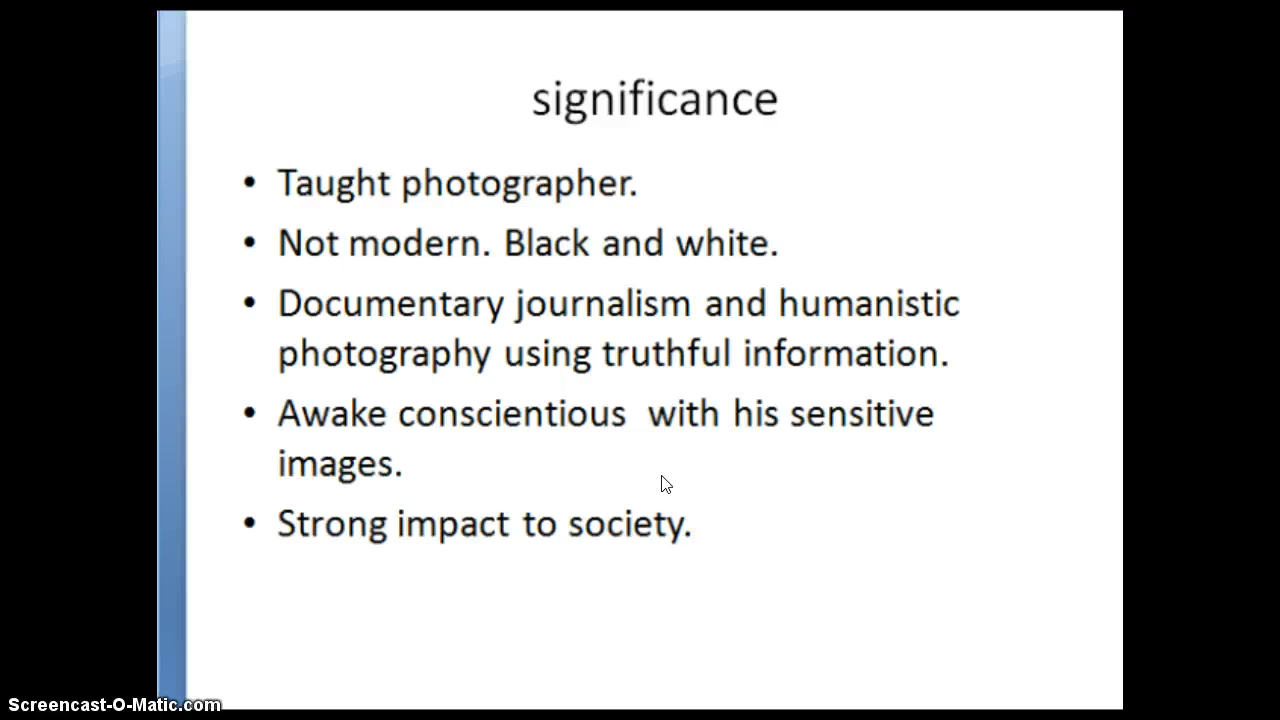 significance
• Taught photographer.
• Not modern. Black and white.
• Documentary journalism and humanistic
photography using truthful information.
• Awake conscientious  with his sensitive
images.
• Strong impact to society.
Screencast-O-Matic.com